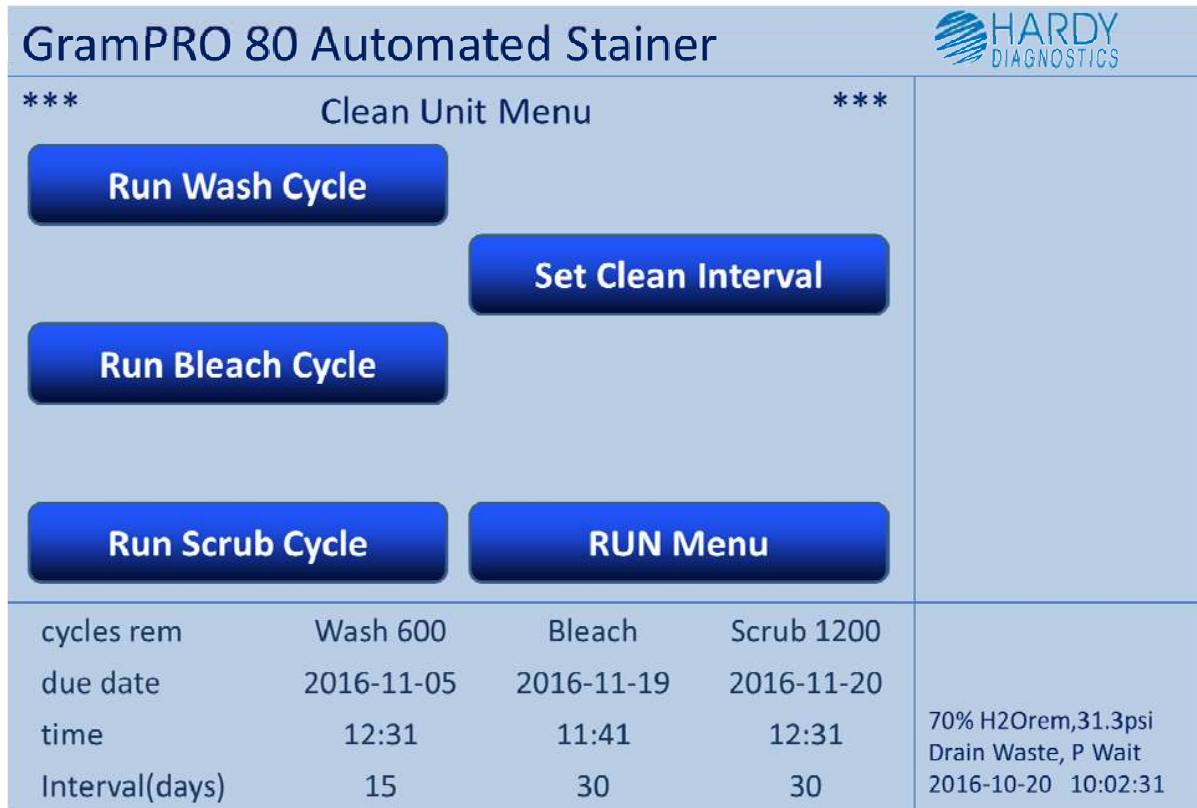 GramPRO 80 Automated Stainer
HARDY
DIAGNOSTICS
*** Clean Unit Menu ***
Run Wash Cycle
Set Clean Interval
Run Bleach Cycle
Run Scrub Cycle RUN Menu
cycles rem Wash 600 Bleach Scrub 1200
due date 2016-11-05 2016-11-19 2016-11-20
time 12:31 11:41 12:31
Interval(days) 15 30 30
70% H2Orem,31.3psi
Drain Waste, P Wait
2016-10-20 10:02:31